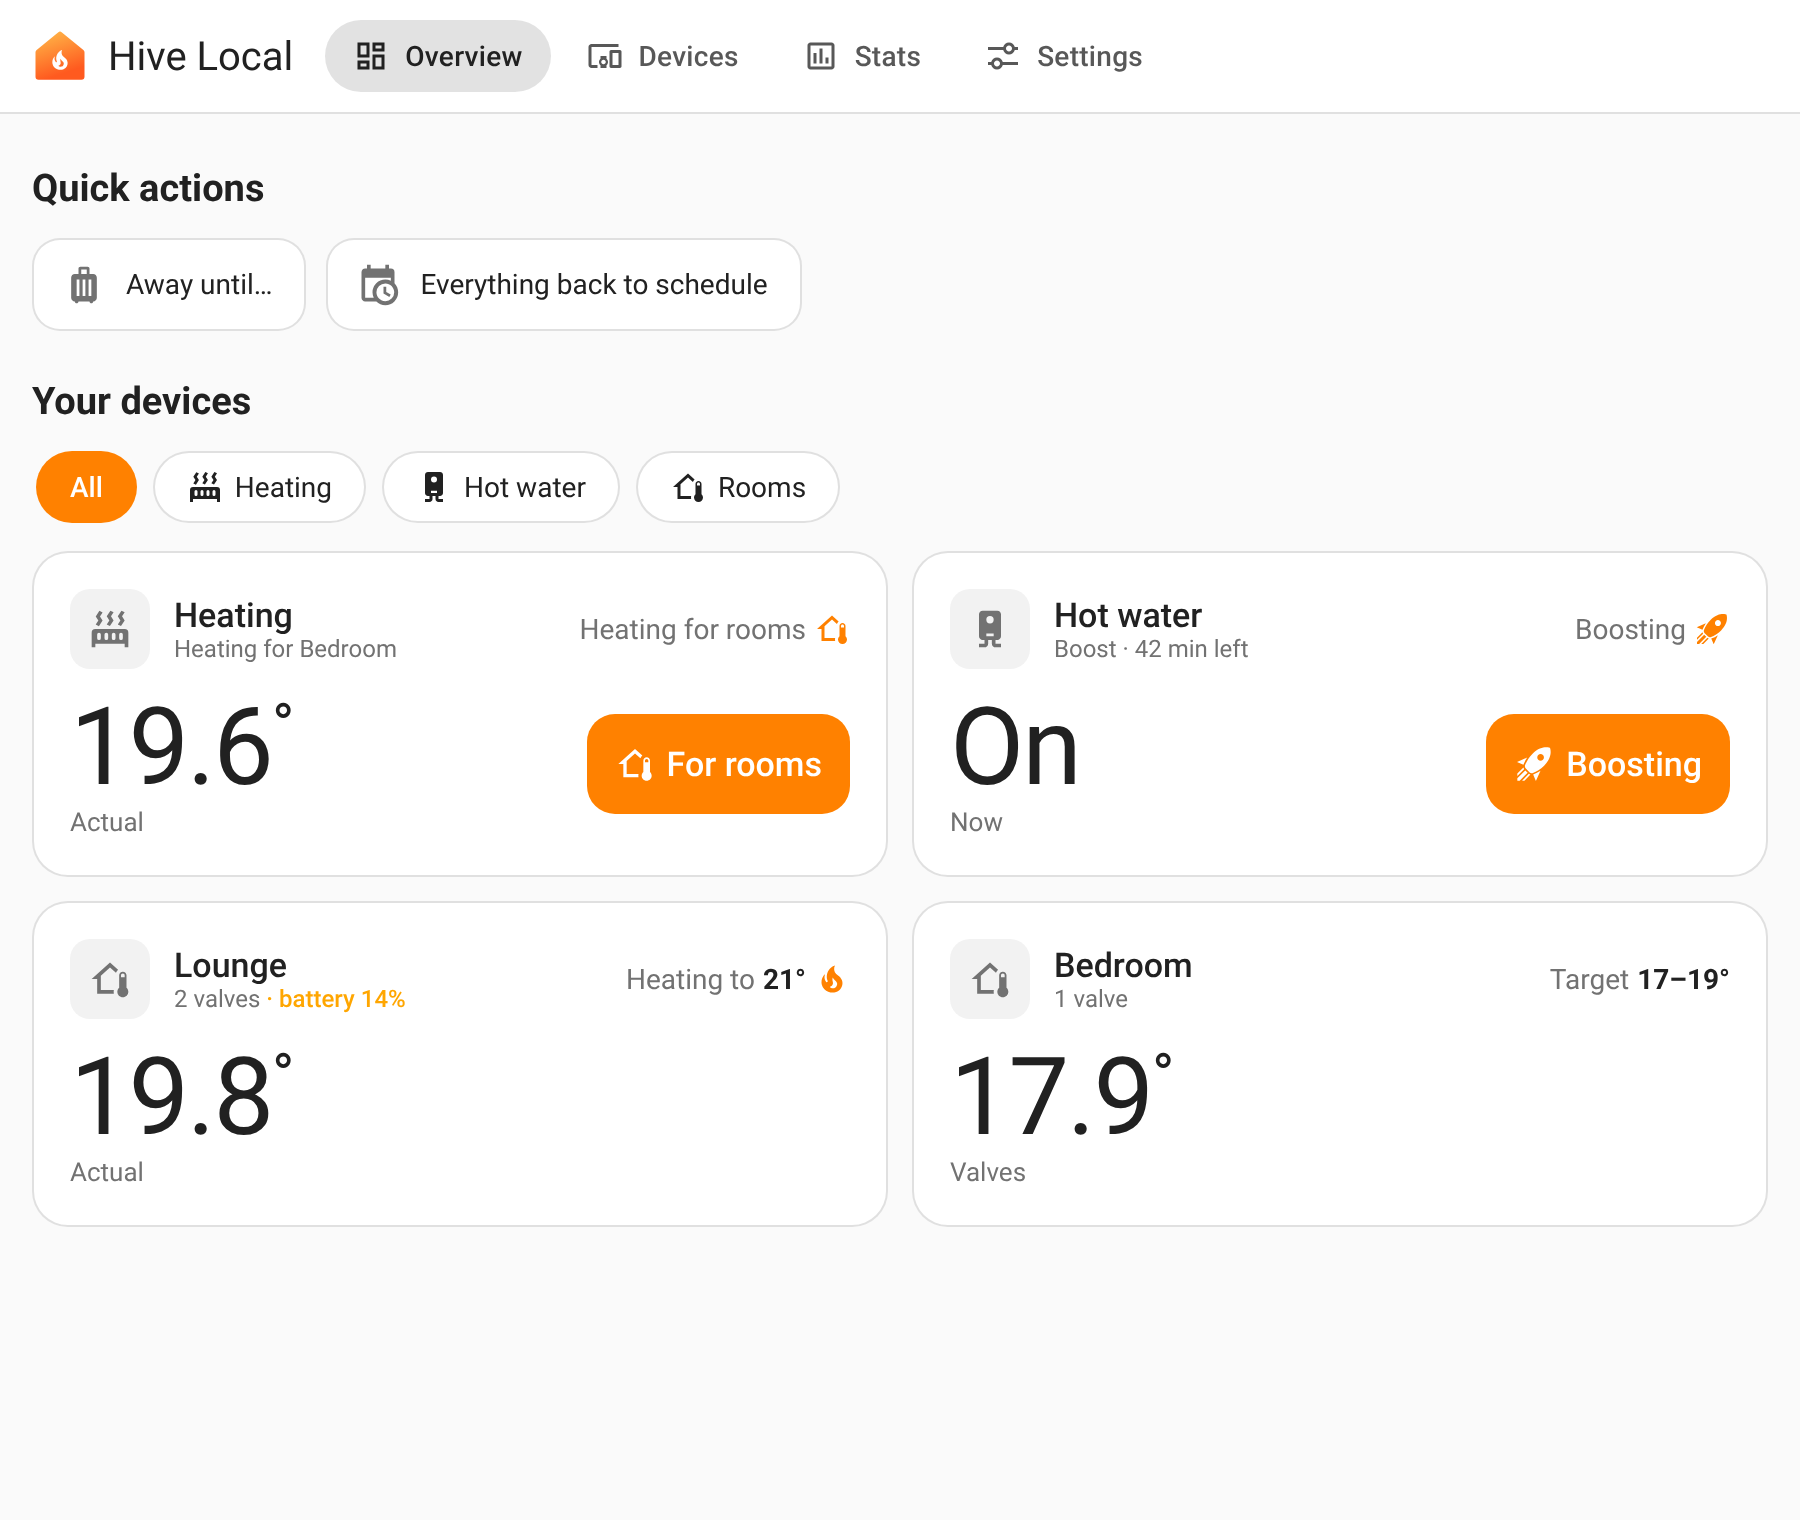 Hive Local
Overview
Devices
Stats
Settings
Quick actions
Away until...
Everything back to schedule
Your devices
All
Heating
Hot water
Rooms
Heating
Heating for Bedroom
Heating for rooms
19.6°
For rooms
Actual
Hot water
Boost · 42 min left
Boosting
On
Boosting
Now
Lounge
2 valves · battery 14%
Heating to 21°
19.8°
Actual
Bedroom
1 valve
Target 17–19°
17.9°
Valves